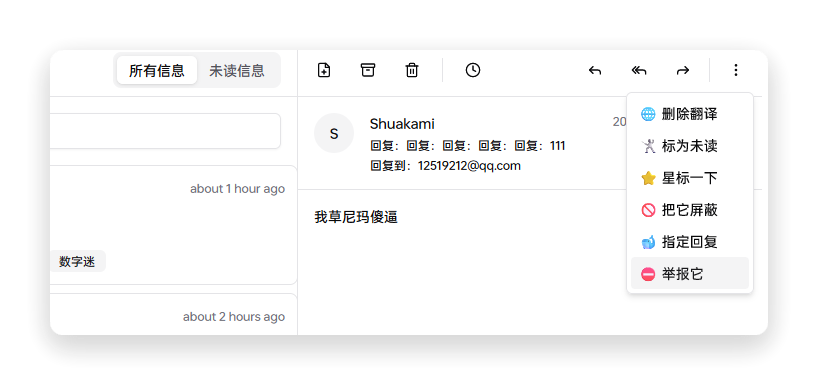 所有信息 未读信息
S
Shuakami
回复：回复：回复：回复：回复：111
回复到：12519212@qq.com
20
about 1 hour ago
数字迷
about 2 hours ago
我草尼玛傻逼
删除翻译
标为未读
星标一下
把它屏蔽
指定回复
举报它